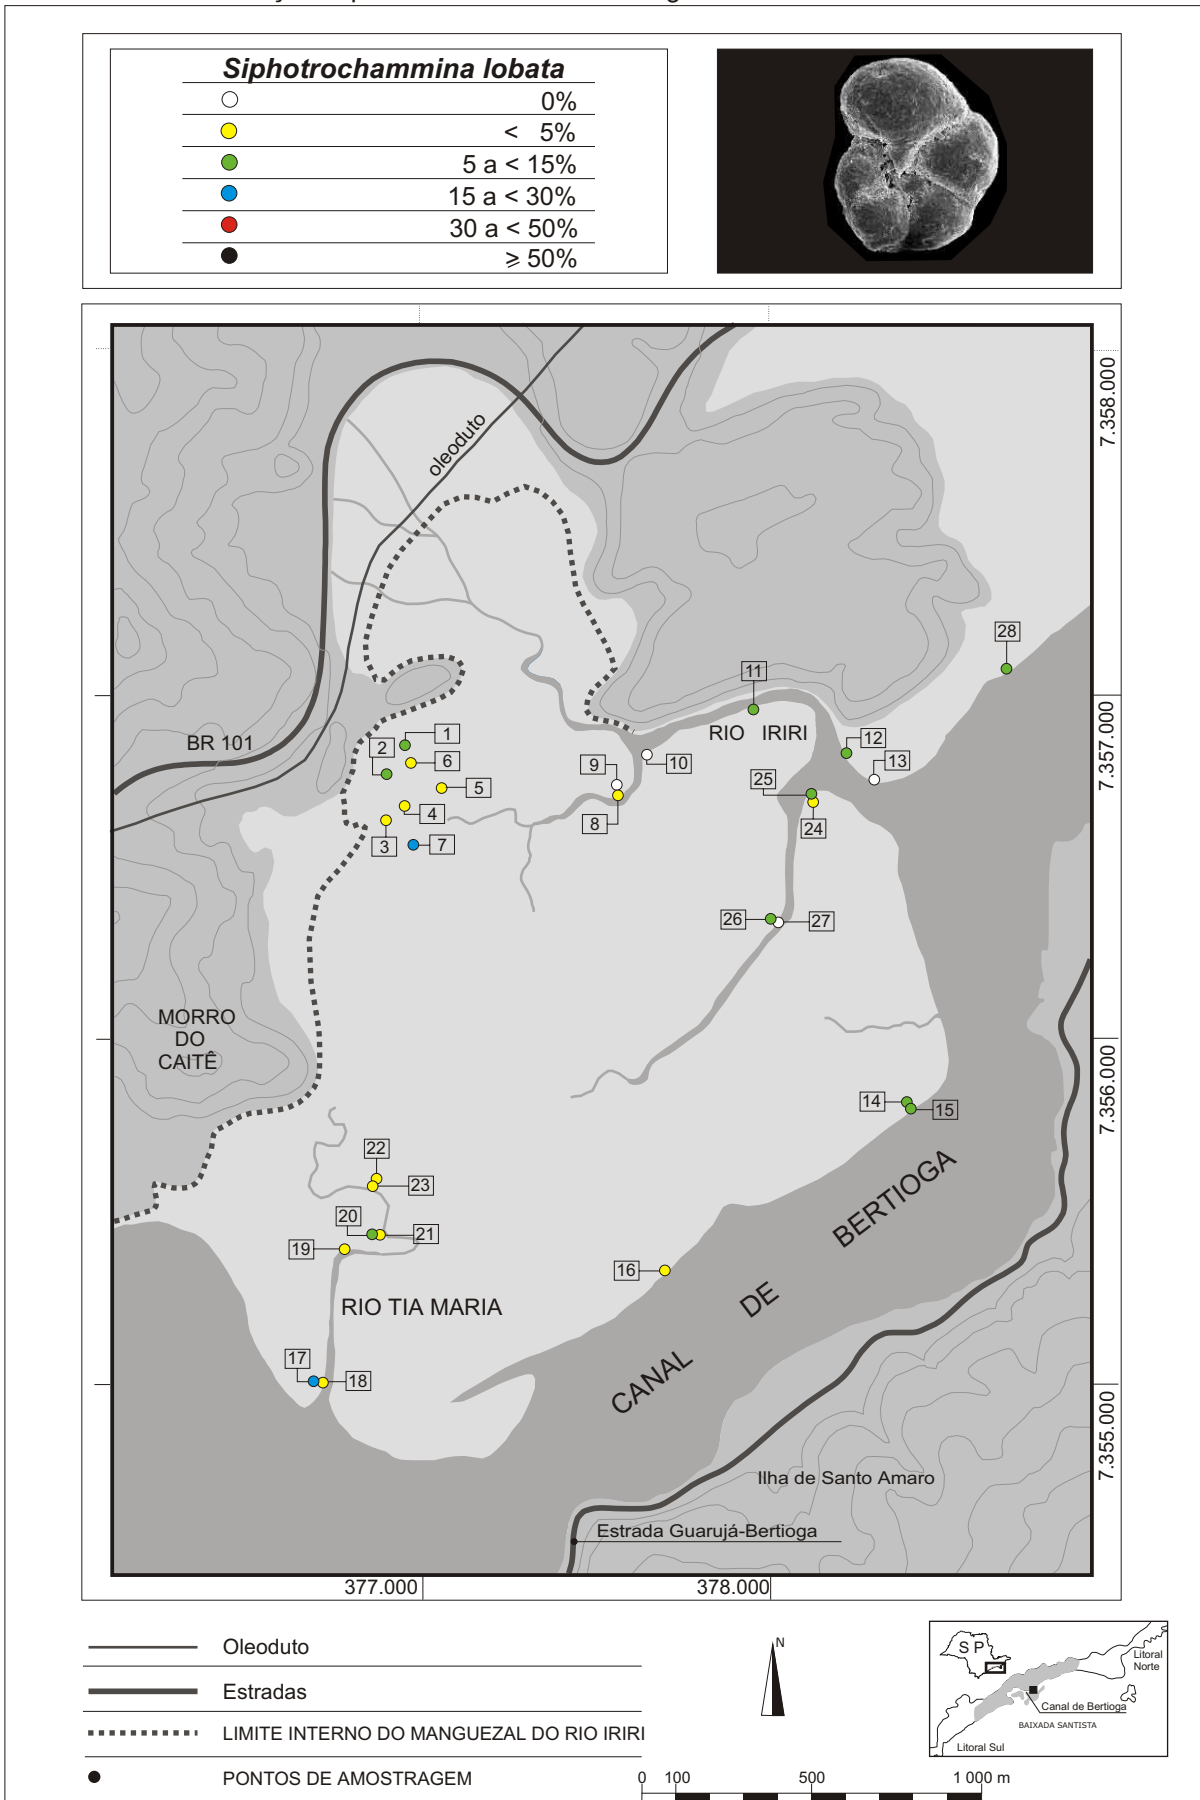 Siphotrochammina lobata
0%
< 5%
5 a < 15%
15 a < 30%
30 a < 50%
⩾ 50%
7.358.000
oleoduto
28
11
7.357.000
BR 101
RIO IRIRI
1
2
12
6
9
10
13
5
25
4
8
24
3
7
26
27
MORRO
DO
CAITÊ
7.356.000
14
15
22
BERTIOGA
23
20
21
19
16
DE
RIO TIA MARIA
17
18
CANAL
7.355.000
Ilha de Santo Amaro
Estrada Guarujá-Bertioga
377.000
378.000
Oleoduto
Estradas
LIMITE INTERNO DO MANGUEZAL DO RIO IRIRI
PONTOS DE AMOSTRAGEM
N
0 100 500 1 000 m
S P
Litoral
Norte
Canal de Bertioga
BAIXADA SANTISTA
Litoral Sul